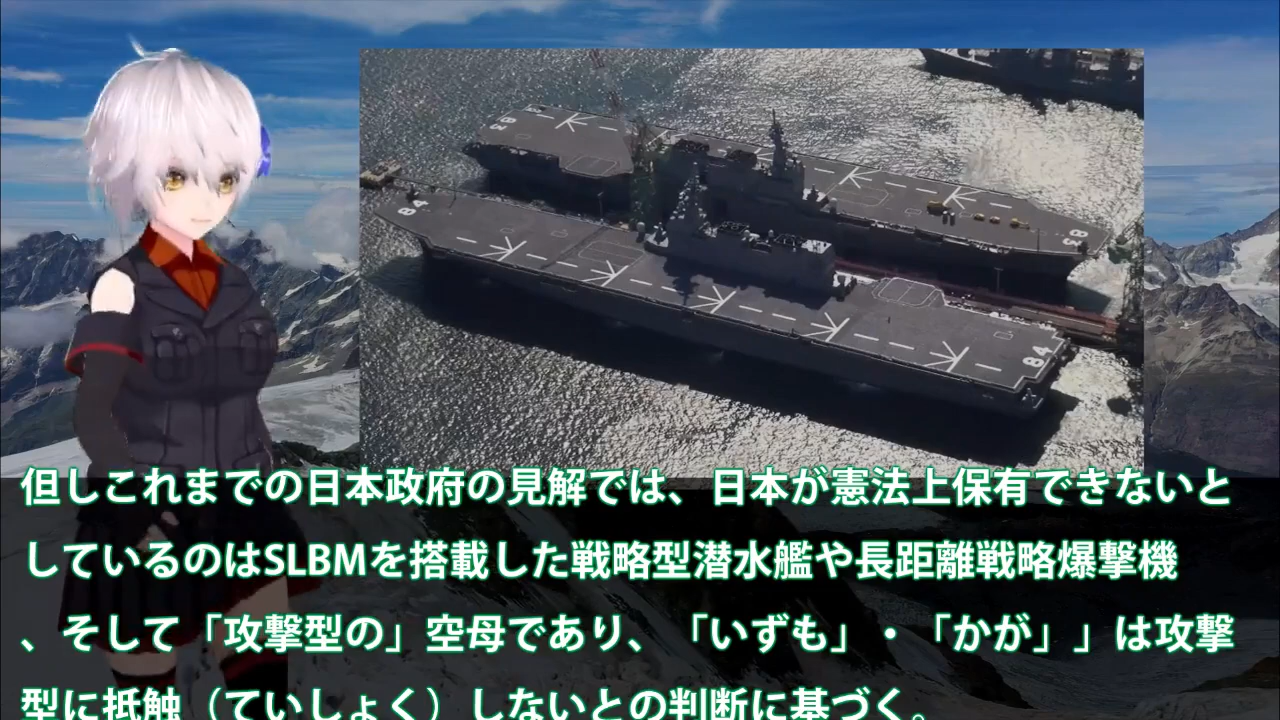 83
84
84
83
但しこれまでの日本政府の見解では、日本が憲法上保有できないと
しているのはSLBMを搭載した戦略型潜水艦や長距離戦略爆撃機
、そして「攻撃型の」空母であり、「いずも」・「かが」」は攻撃
型に抵触（ていしょく）しないとの判断に基づく。